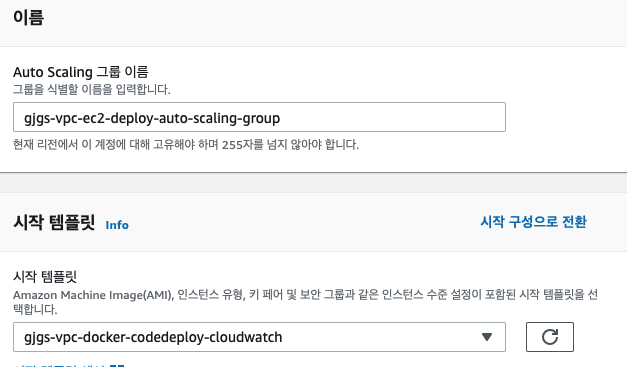 이름
Auto Scaling 그룹 이름
그룹을 식별할 이름을 입력합니다.
gjgs-vpc-ec2-deploy-auto-scaling-group
현재 리전에서 이 계정에 대해 고유해야 하며 255자를 넘지 않아야 합니다.
시작 템플릿 Info 시작 구성으로 전환
시작 템플릿
Amazon Machine Image(AMI), 인스턴스 유형, 키 페어 및 보안 그룹과 같은 인스턴스 수준 설정이 포함된 시작 템플릿을 선
택합니다.
gjgs-vpc-docker-codedeploy-cloudwatch